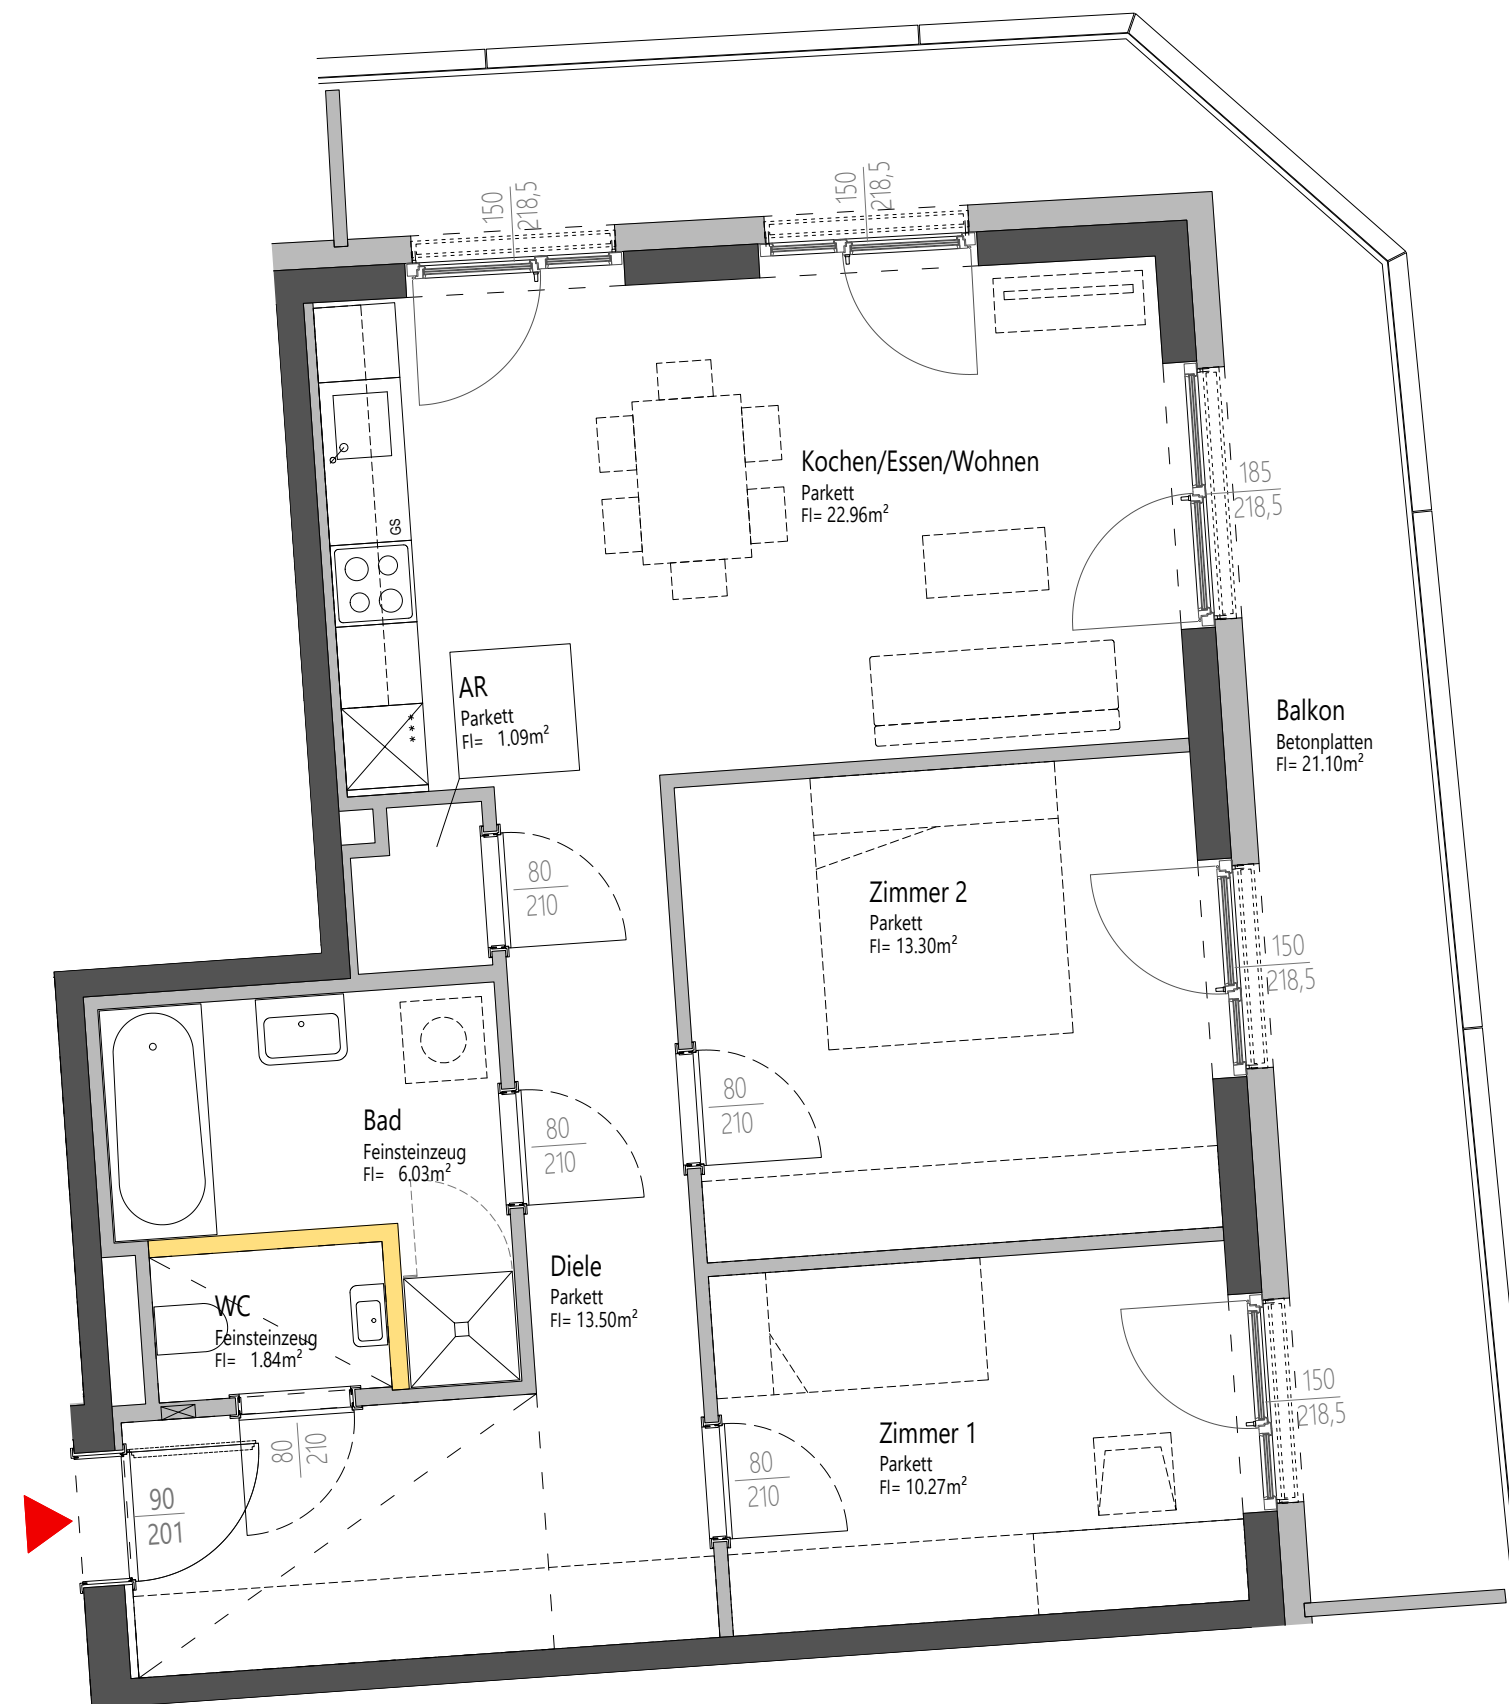 150
218,5
150
218,5
Kochen/Essen/Wohnen
Parkett
Fl= 22.96m²
185
218,5
GS
AR
Parkett
Fl= 1.09m²
***
Balkon
Betonplatten
Fl= 21.10m²
80
210
Zimmer 2
Parkett
Fl= 13.30m²
150
218,5
80
210
Bad
Feinsteinzeug
Fl= 6.03m²
80
210
Diele
Parkett
Fl= 13.50m²
WC
Feinsteinzeug
Fl= 1.84m²
150
218,5
Zimmer 1
Parkett
Fl= 10.27m²
80
210
80
210
90
201